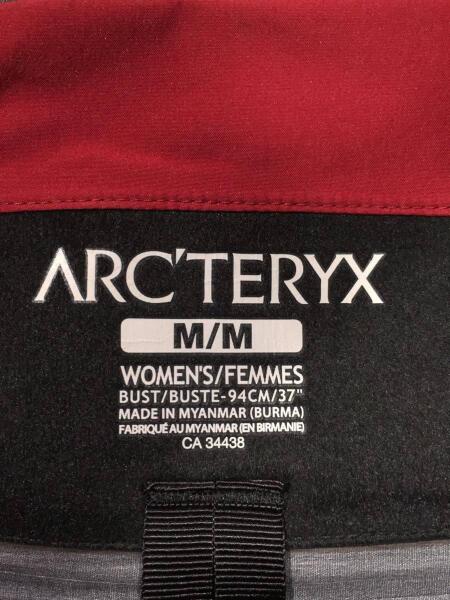 ARC'TERYX
M/M
WOMEN'S/FEMMES
BUST/BUSTE-94CM/37"
MADE IN MYANMAR (BURMA)
FABRIQUÉ AU MYANMAR (EN BIRMANIE)
CA 34438